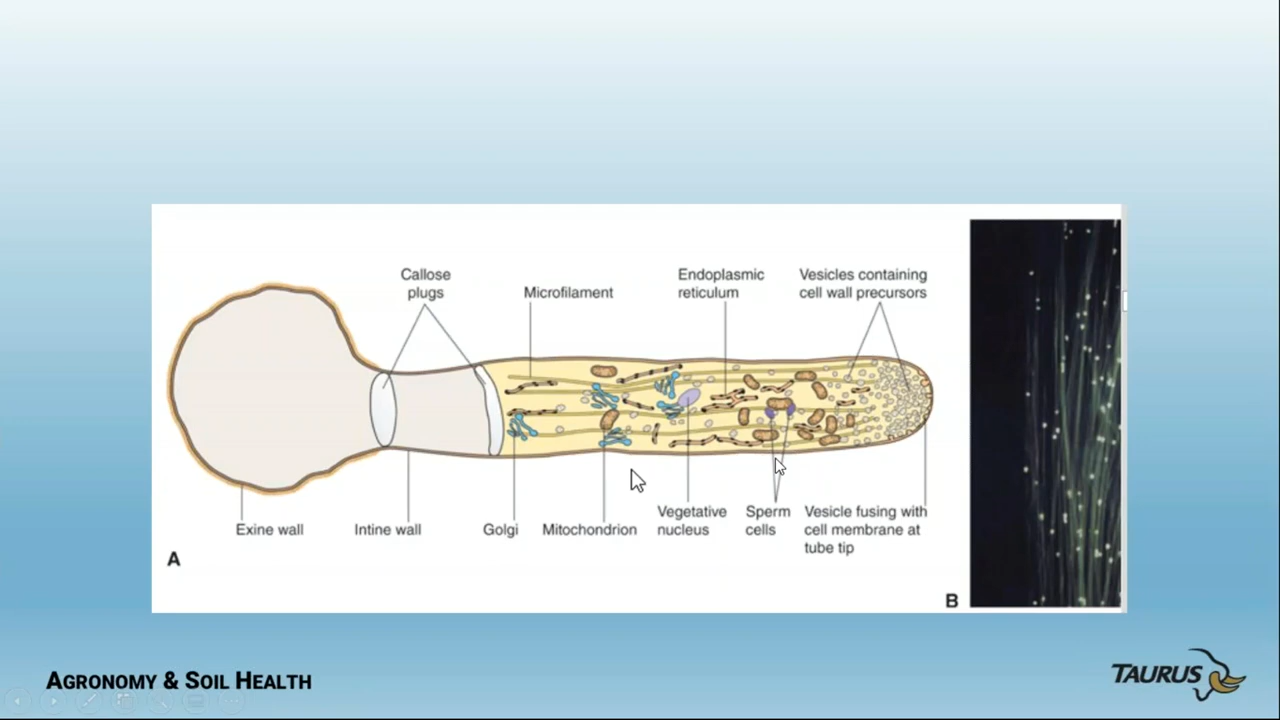 Callose
plugs
Microfilament
Endoplasmic
reticulum
Vesicles containing
cell wall precursors
Exine wall
Intine wall
Golgi
Mitochondrion
Vegetative
nucleus
Sperm
cells
Vesicle fusing with
cell membrane at
tube tip
A
B
AGRONOMY & SOIL HEALTH
TAURUS